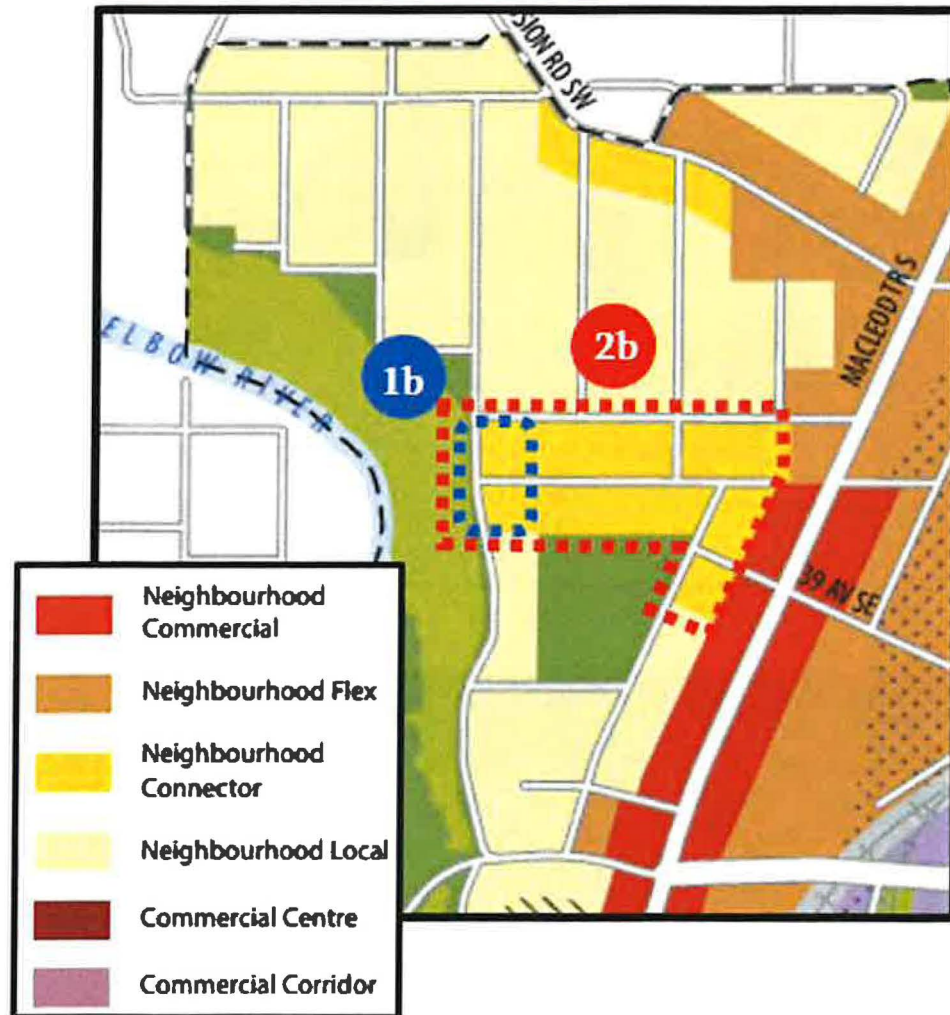 SION RD SW
MACLEOD TR S
ELBOW RIVER
1b
2b
39 AV SE
Neighbourhood
Commercial
Neighbourhood Flex
Neighbourhood
Connector
Neighbourhood Local
Commercial Centre
Commercial Corridor